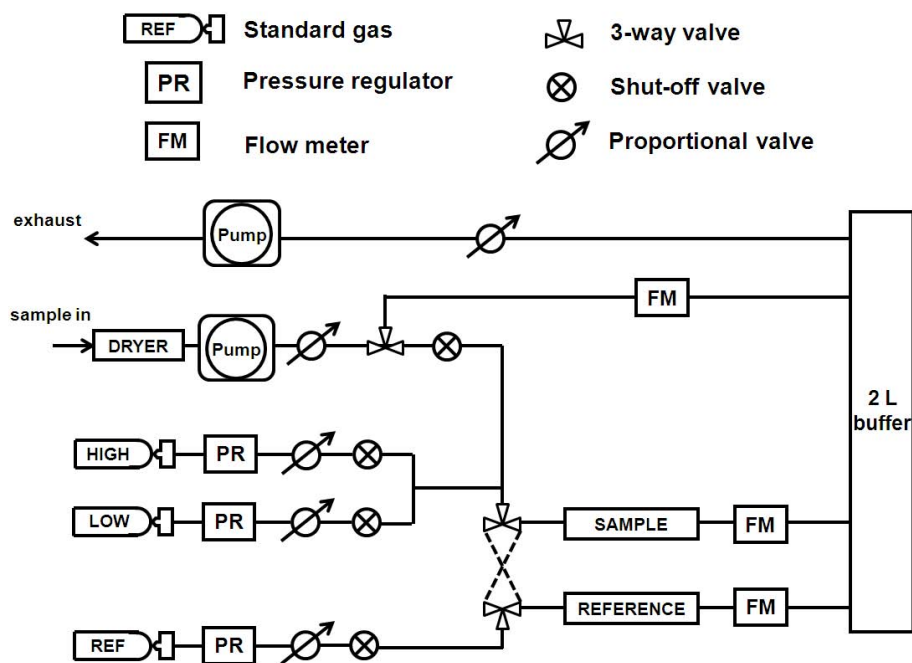 REF Standard gas
3-way valve
PR Pressure regulator
Shut-off valve
FM Flow meter
Proportional valve
exhaust
Pump
FM
sample in
DRYER
Pump
2 L
buffer
HIGH
PR
LOW
PR
SAMPLE
FM
REFERENCE
FM
REF
PR